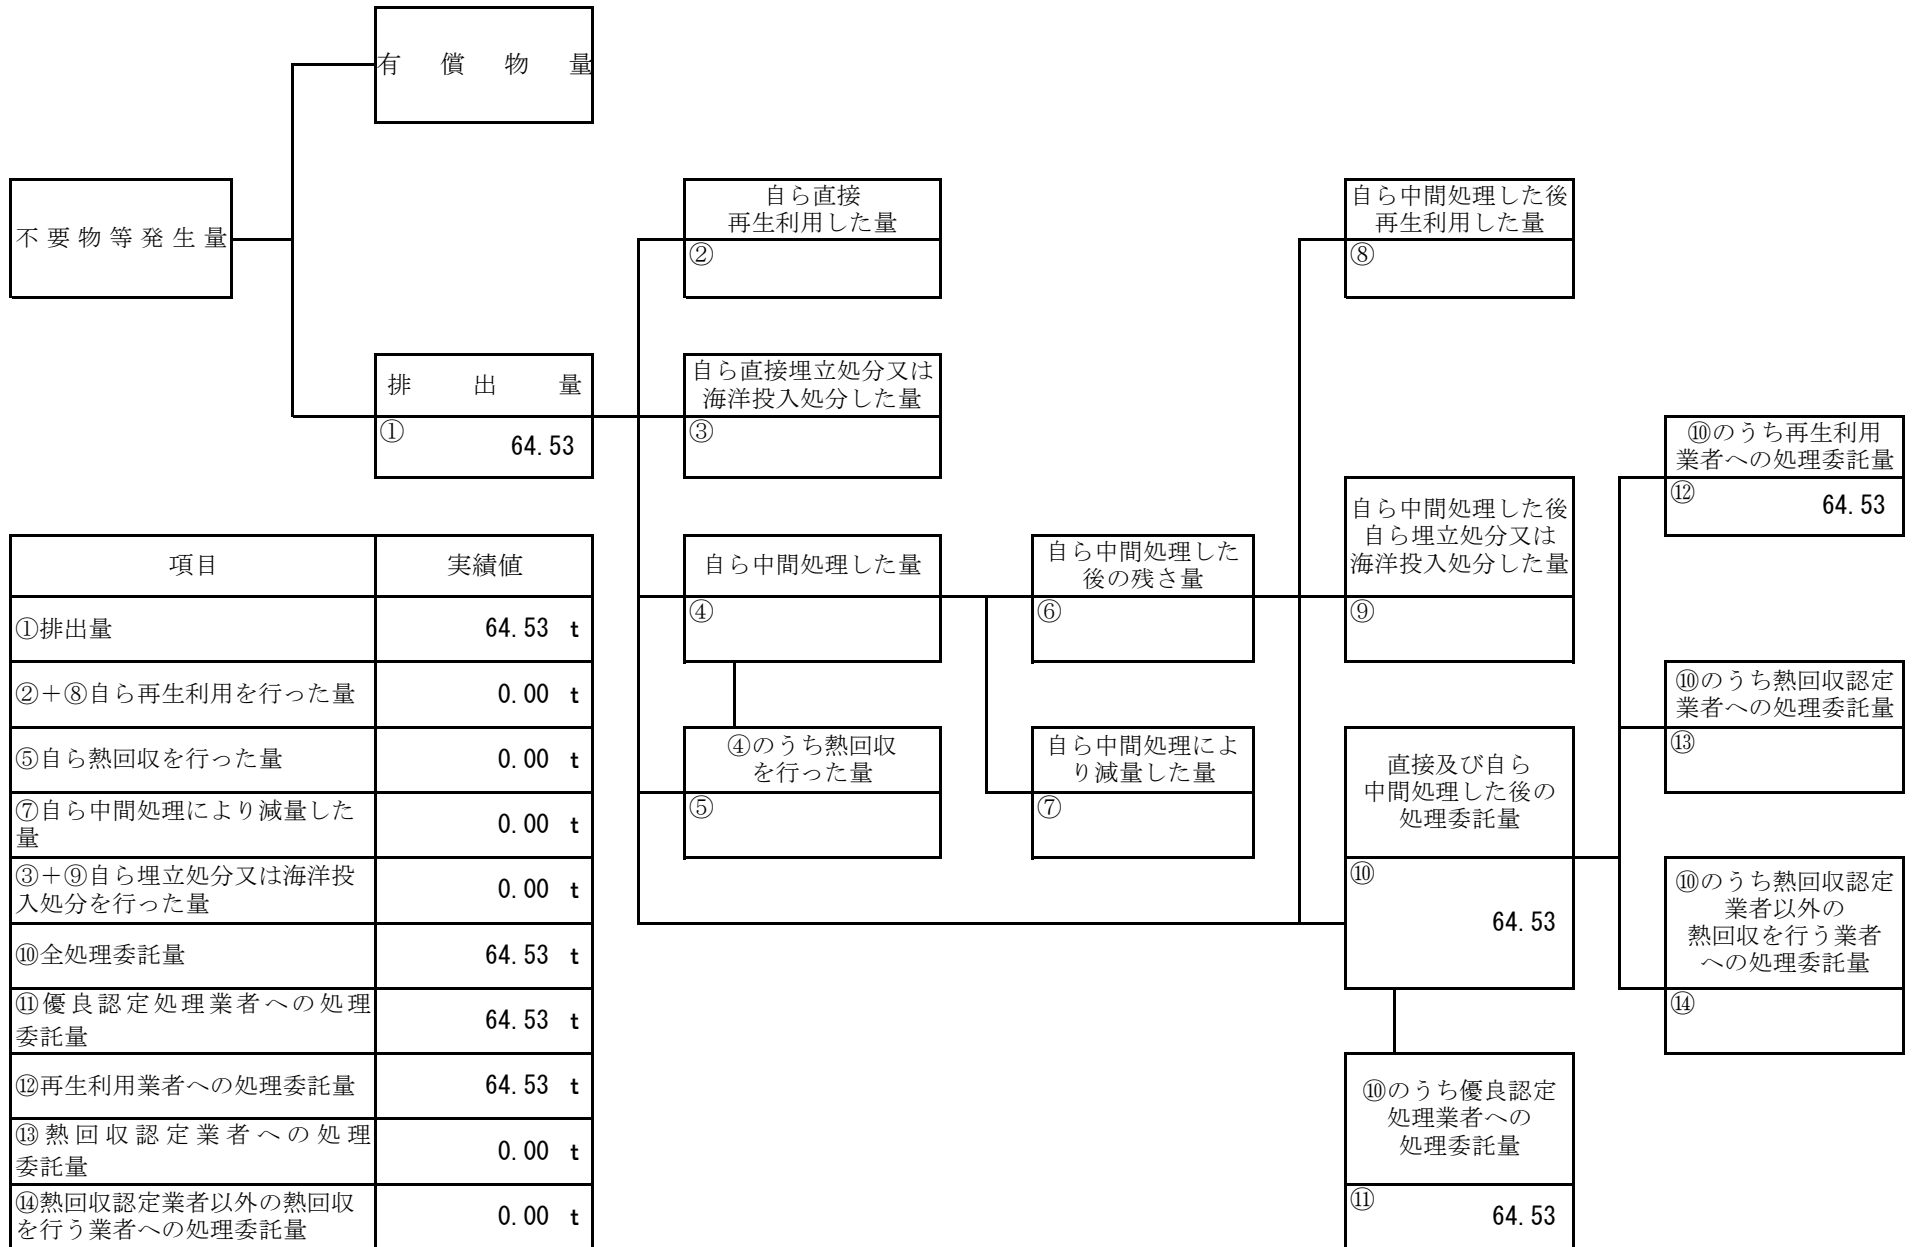 有償物量
不要物等発生量
排出量
①
64.53
自ら直接
再生利用した量
②
自ら直接埋立処分又は
海洋投入処分した量
③
自ら中間処理した量
④
④のうち熱回収
を行った量
⑤
自ら中間処理した
後の残さ量
⑥
自ら中間処理によ
り減量した量
⑦
自ら中間処理した後
再生利用した量
⑧
自ら中間処理した後
自ら埋立処分又は
海洋投入処分した量
⑨
直接及び自ら
中間処理した後の
処理委託量
⑩
64.53
⑩のうち優良認定
処理業者への
処理委託量
⑪
64.53
⑩のうち再生利用
業者への処理委託量
⑫
64.53
⑩のうち熱回収認定
業者への処理委託量
⑬
⑩のうち熱回収認定
業者以外の
熱回収を行う業者
への処理委託量
⑭
項目 実績値
①排出量 64.53 t
②+⑧自ら再生利用を行った量 0.00 t
⑤自ら熱回収を行った量 0.00 t
⑦自ら中間処理により減量した
量 0.00 t
③+⑨自ら埋立処分又は海洋投
入処分を行った量 0.00 t
⑩全処理委託量 64.53 t
⑪優良認定処理業者への処理
委託量 64.53 t
⑫再生利用業者への処理委託量 64.53 t
⑬熱回収認定業者への処理
委託量 0.00 t
⑭熱回収認定業者以外の熱回収
を行う業者への処理委託量 0.00 t